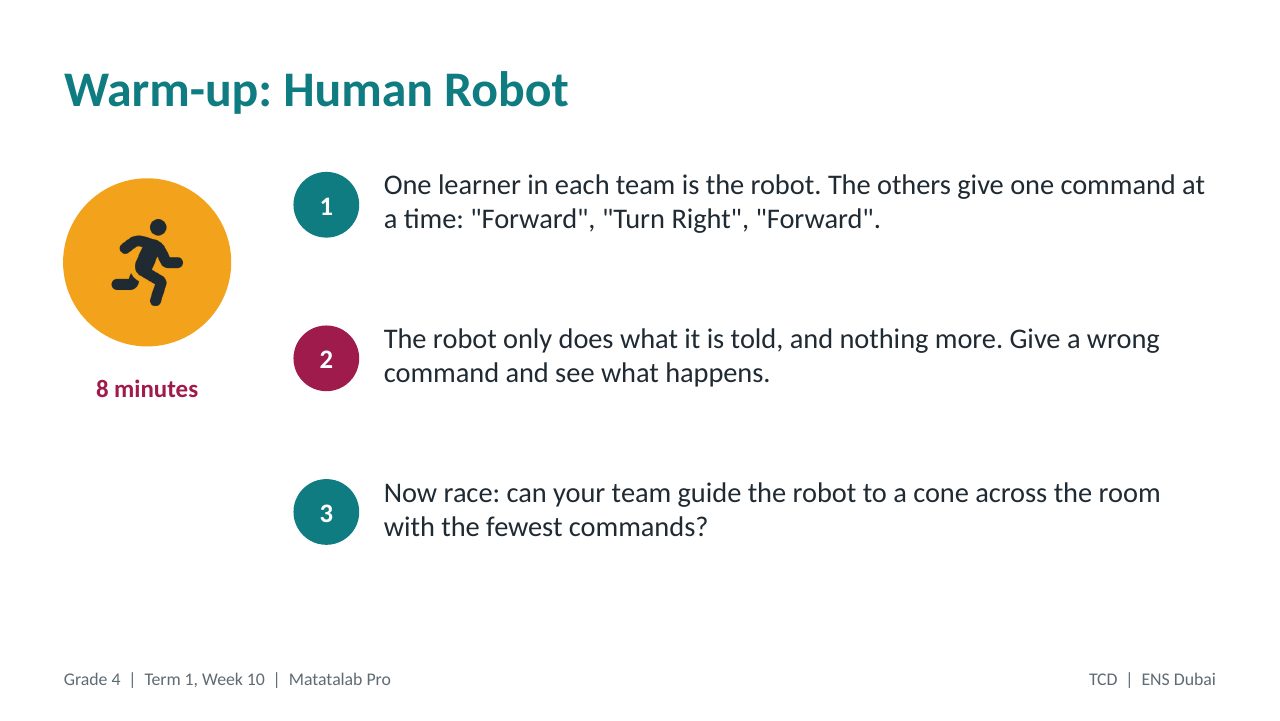 Warm-up: Human Robot
8 minutes
1
One learner in each team is the robot. The others give one command at
a time: "Forward", "Turn Right", "Forward".
2
The robot only does what it is told, and nothing more. Give a wrong
command and see what happens.
3
Now race: can your team guide the robot to a cone across the room
with the fewest commands?
Grade 4 | Term 1, Week 10 | Matatalab Pro
TCD | ENS Dubai